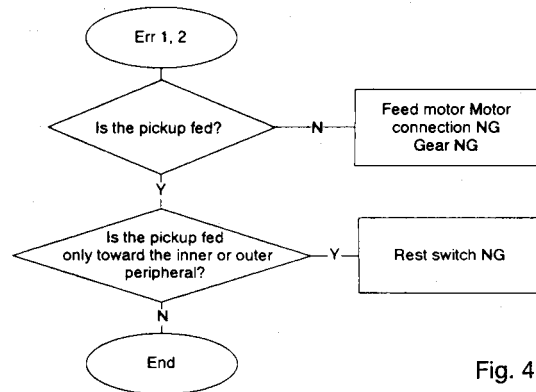 Err 1, 2
Is the pickup fed?
N
Feed motor Motor
connection NG
Gear NG
Y
Is the pickup fed
only toward the inner or outer
peripheral?
Y
Rest switch NG
N
End
Fig. 4